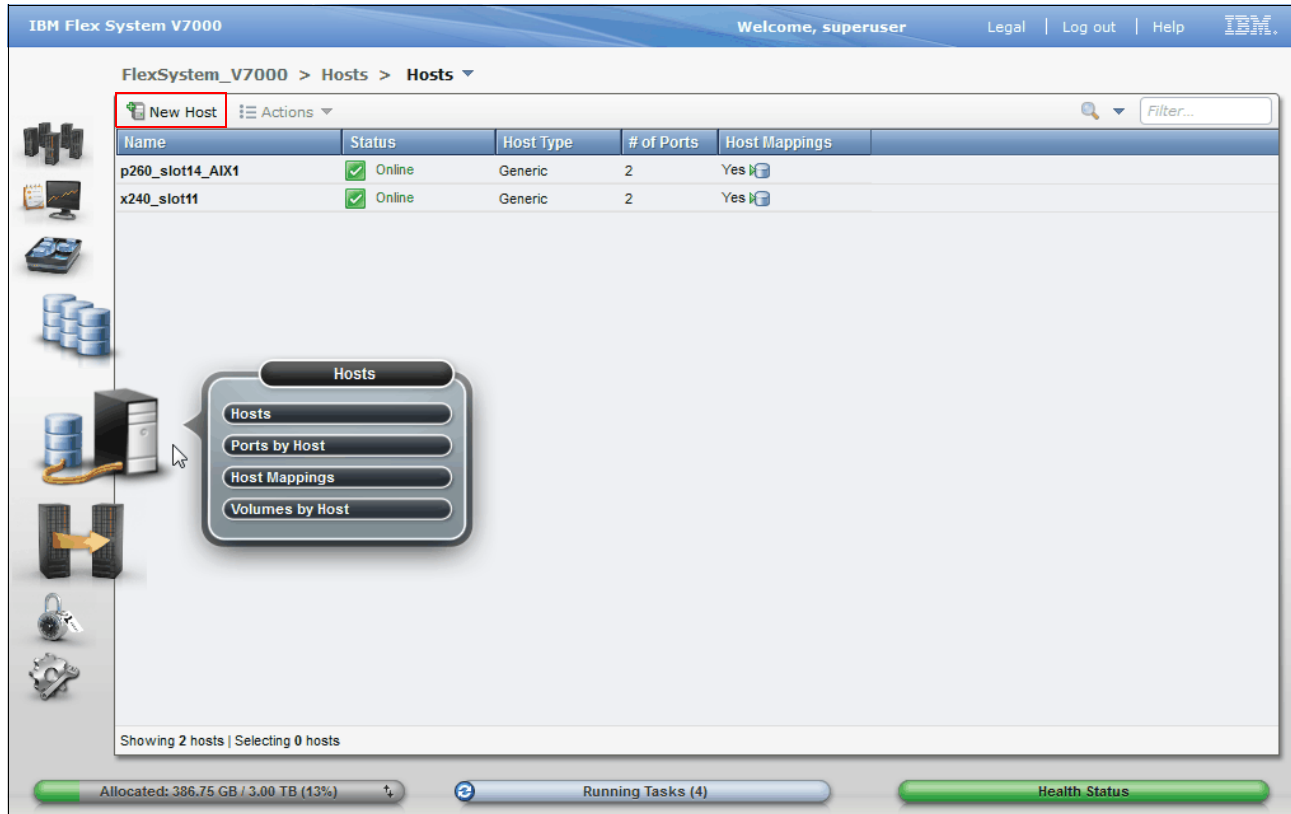 IBM Flex System V7000 Welcome, superuser Legal | Log out | Help IBM.
FlexSystem_V7000 > Hosts > Hosts
New Host Actions Filter...
Name Status Host Type # of Ports Host Mappings
p260_slot14_AIX1 Online Generic 2 Yes
x240_slot11 Online Generic 2 Yes
Hosts
Hosts
Ports by Host
Host Mappings
Volumes by Host
Showing 2 hosts | Selecting 0 hosts
Allocated: 386.75 GB / 3.00 TB (13%) Running Tasks (4) Health Status